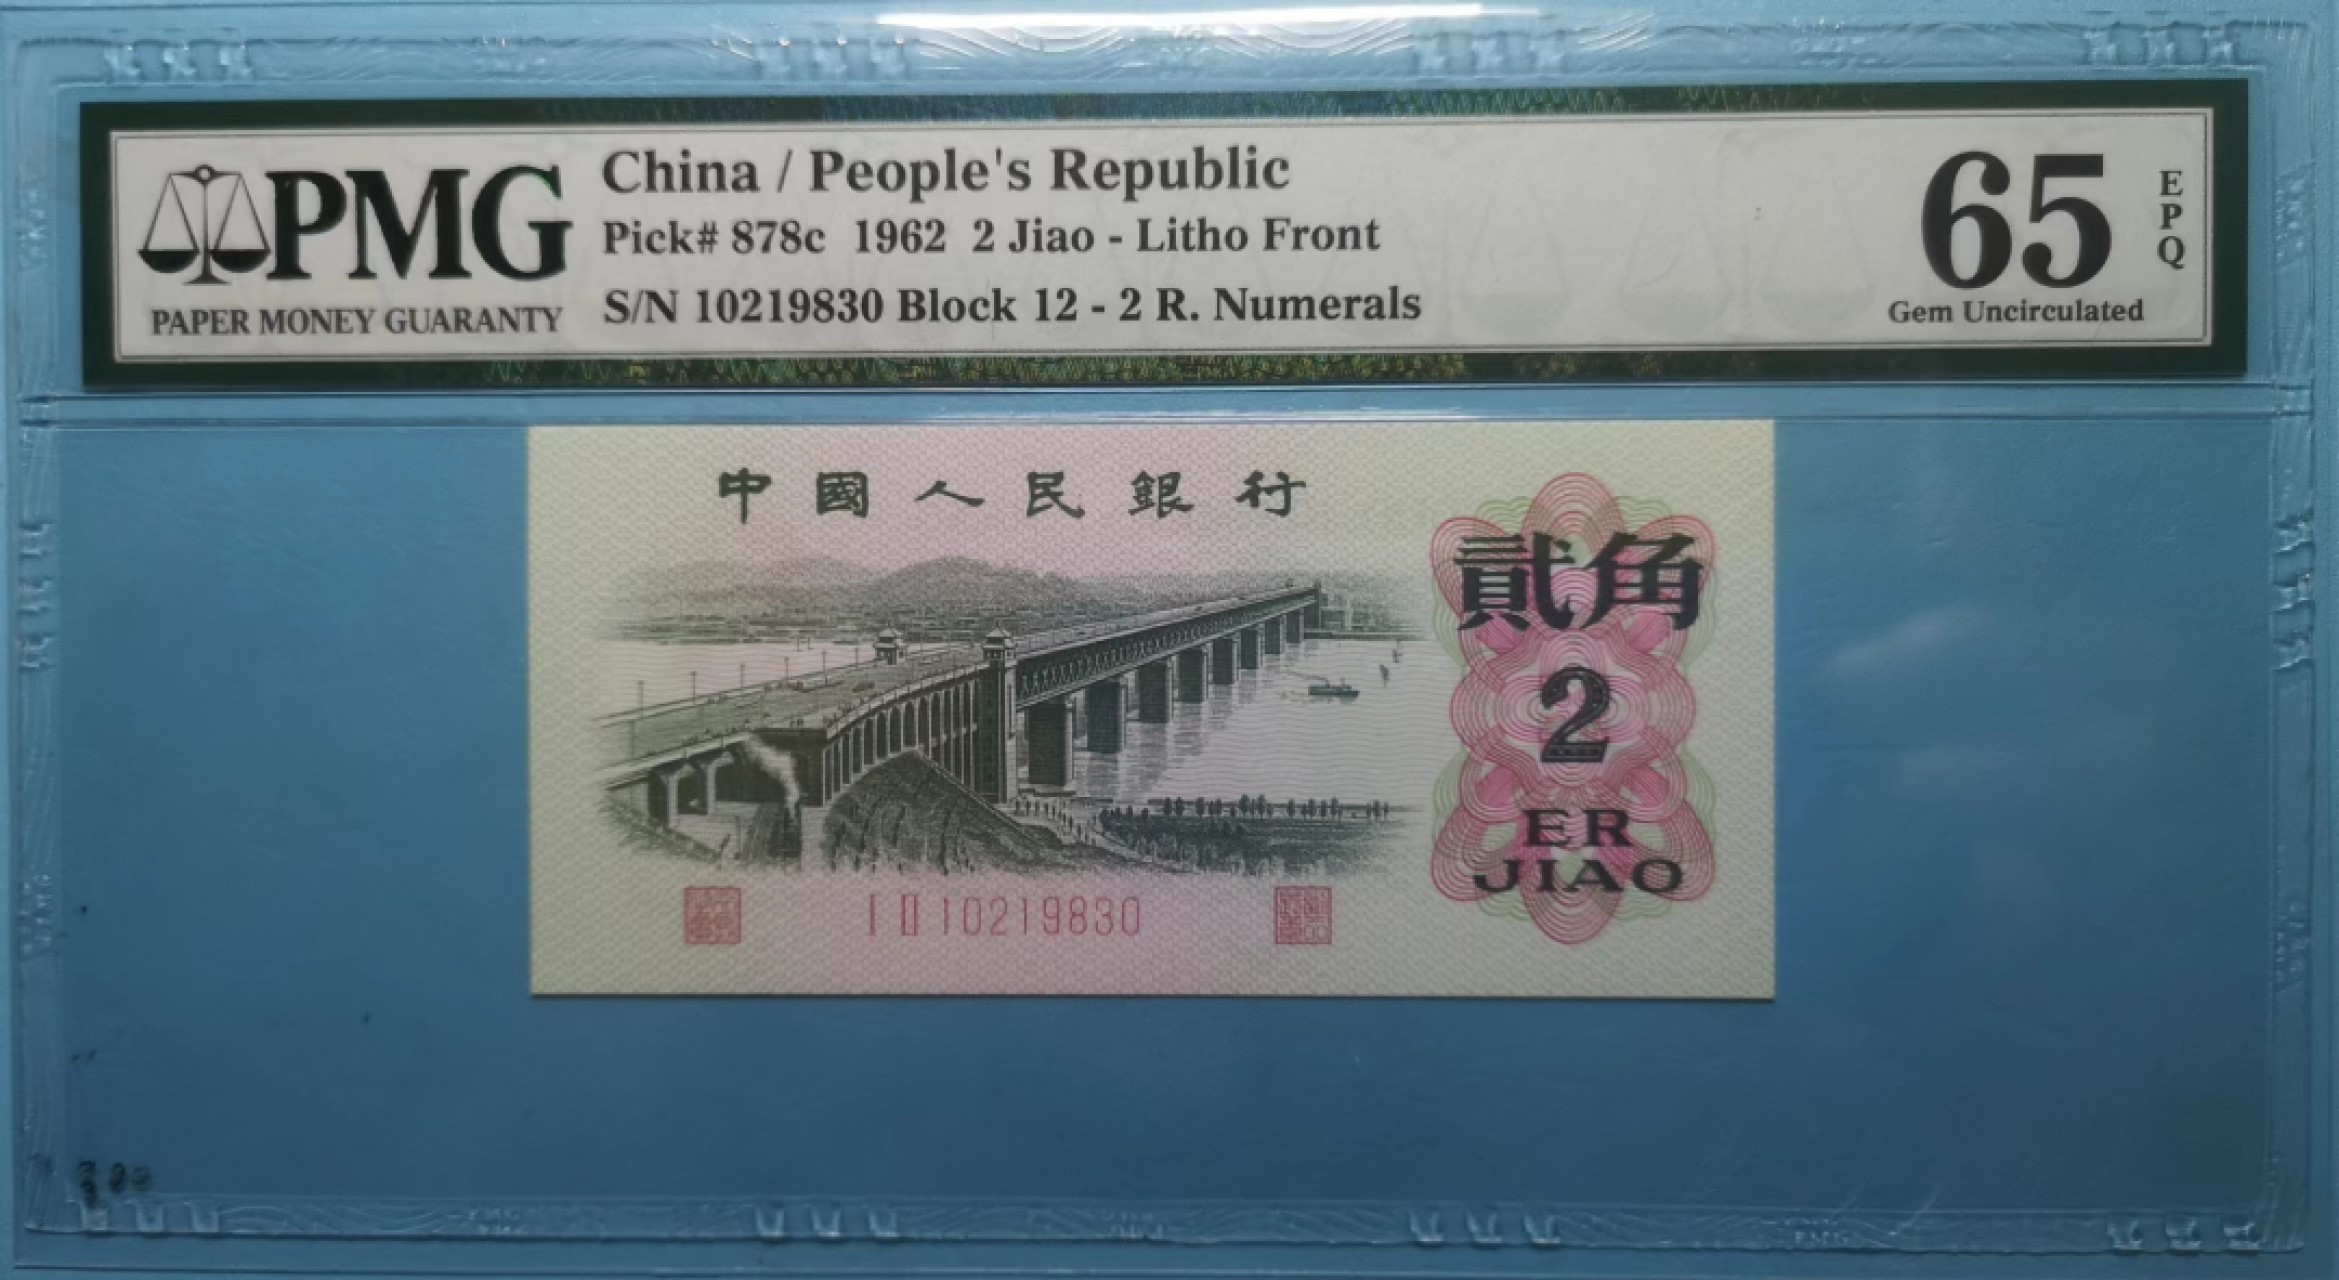 PMG
PAPER MONEY GUARANTY
China / People's Republic
Pick# 878c 1962 2 Jiao - Litho Front
S/N 10219830 Block 12 - 2 R. Numerals
65
EPQ
Gem Uncirculated
中國人民銀行
貳角
2
ER
JIAO
I II 10219830